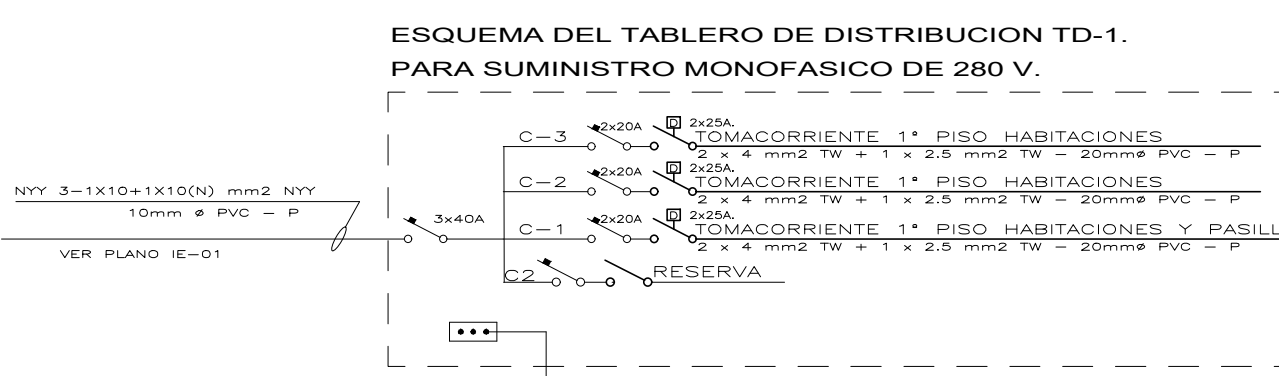 ESQUEMA DEL TABLERO DE DISTRIBUCION TD-1.
PARA SUMINISTRO MONOFASICO DE 280 V.
C-3 2x20A D 2x25A. TOMACORRIENTE 1ª PISO HABITACIONES
2 x 4 mm2 TW + 1 x 2.5 mm2 TW - 20mmø PVC - P
C-2 2x20A D 2x25A. TOMACORRIENTE 1ª PISO HABITACIONES
2 x 4 mm2 TW + 1 x 2.5 mm2 TW - 20mmø PVC - P
NYY 3-1X10+1X10(N) mm2 NYY
10mm ø PVC - P
VER PLANO IE-01
3x40A
C-1 2x20A D 2x25A. TOMACORRIENTE 1ª PISO HABITACIONES Y PASILL
2 x 4 mm2 TW + 1 x 2.5 mm2 TW - 20mmø PVC - P
C2 RESERVA